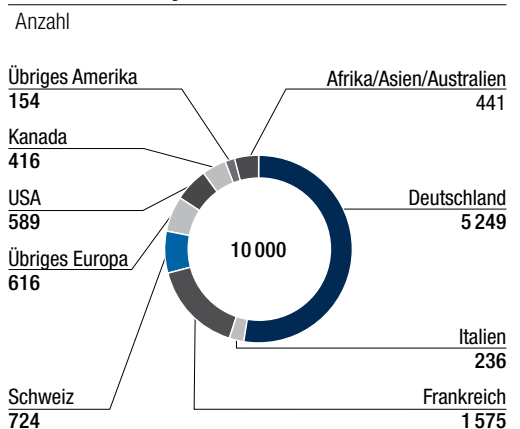 Anzahl
Übriges Amerika
154
Afrika/Asien/Australien
441
Kanada
416
USA
589
Deutschland
5 249
10 000
Übriges Europa
616
Italien
236
Schweiz
724
Frankreich
1 575